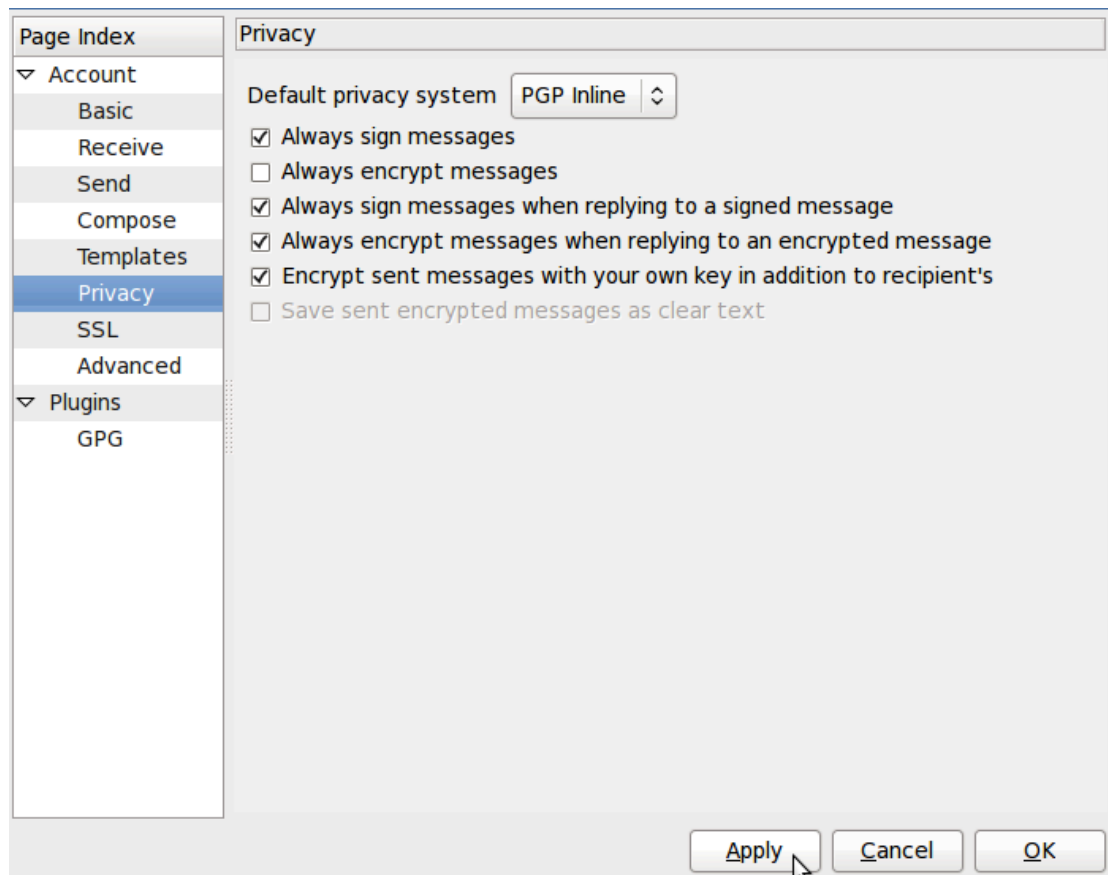 Page Index
Account
Basic
Receive
Send
Compose
Templates
Privacy
SSL
Advanced
Plugins
GPG
Privacy
Default privacy system PGP Inline
Always sign messages
Always encrypt messages
Always sign messages when replying to a signed message
Always encrypt messages when replying to an encrypted message
Encrypt sent messages with your own key in addition to recipient's
Save sent encrypted messages as clear text
Apply Cancel OK